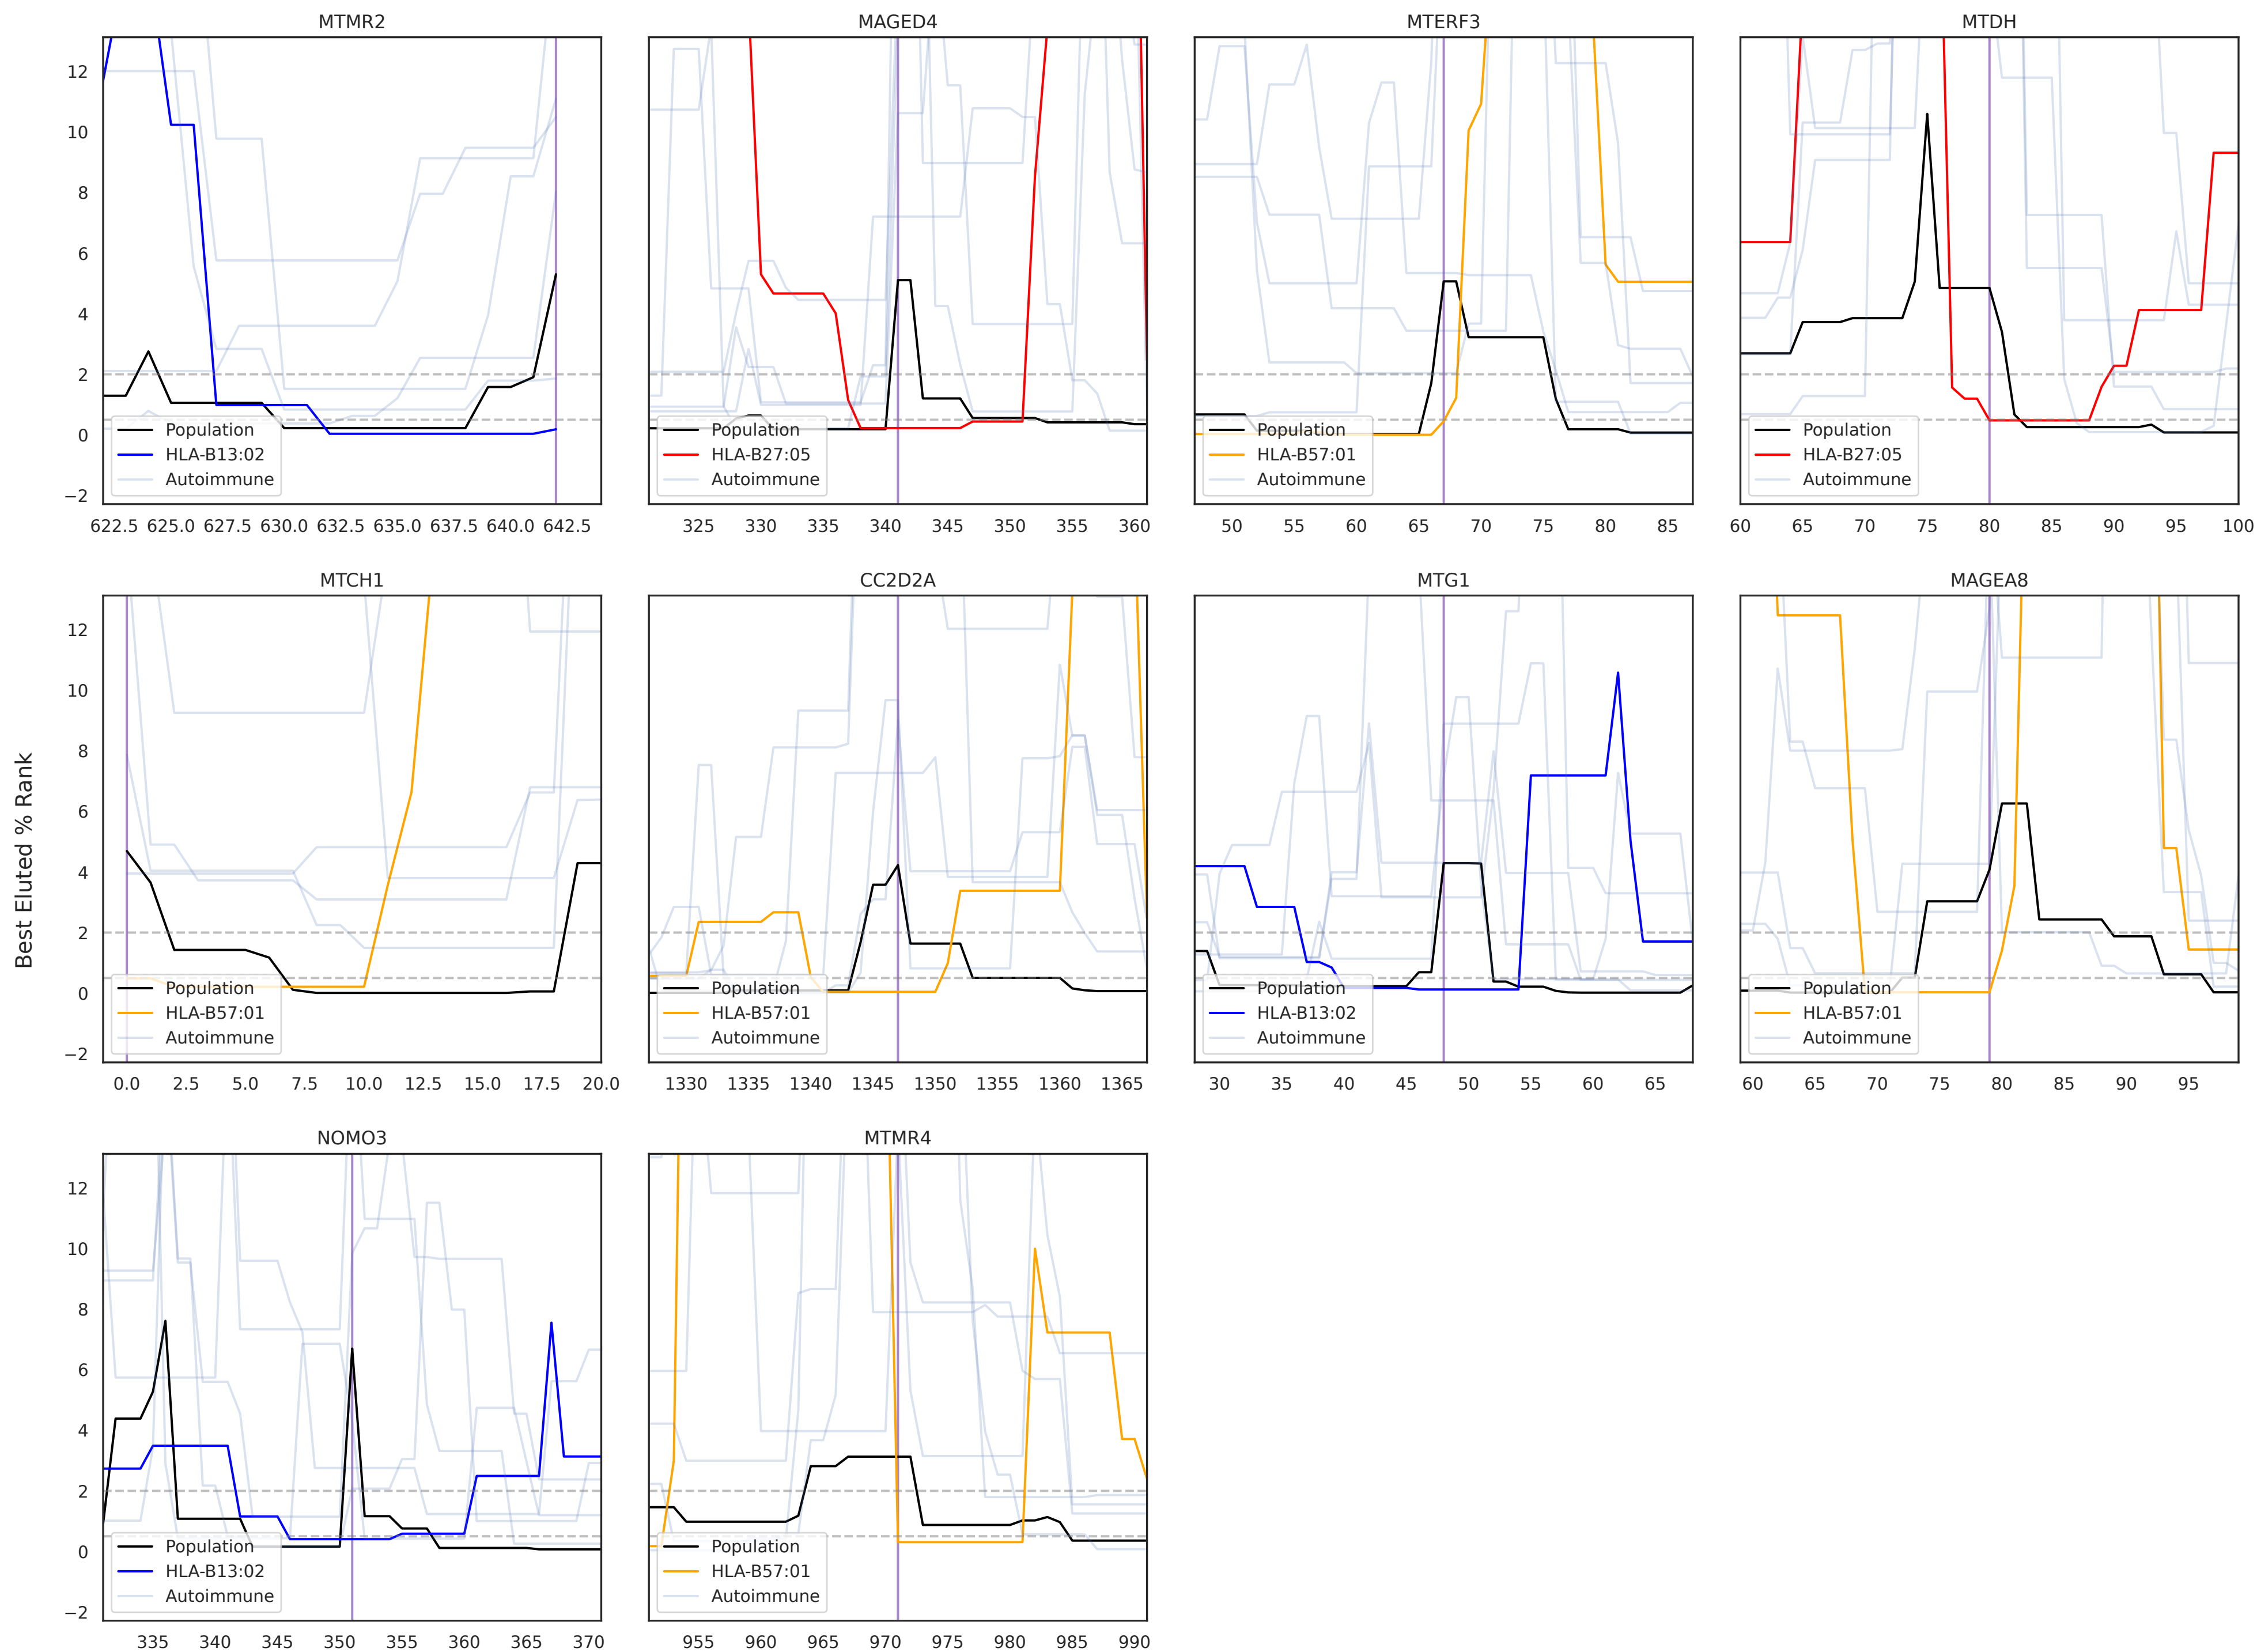 MTMR2
MAGED4
MTERF3
MTDH
12
10
8
6
4
2
0
−2
Population
HLA-B13:02
Autoimmune
Population
HLA-B27:05
Autoimmune
Population
HLA-B57:01
Autoimmune
Population
HLA-B27:05
Autoimmune
622.5 625.0 627.5 630.0 632.5 635.0 637.5 640.0 642.5
325 330 335 340 345 350 355 360
50 55 60 65 70 75 80 85
60 65 70 75 80 85 90 95 100
MTCH1
CC2D2A
MTG1
MAGEA8
Best Eluted % Rank
12
10
8
6
4
2
0
−2
Population
HLA-B57:01
Autoimmune
Population
HLA-B57:01
Autoimmune
Population
HLA-B13:02
Autoimmune
Population
HLA-B57:01
Autoimmune
0.0 2.5 5.0 7.5 10.0 12.5 15.0 17.5 20.0
1330 1335 1340 1345 1350 1355 1360 1365
30 35 40 45 50 55 60 65
60 65 70 75 80 85 90 95
NOMO3
MTMR4
12
10
8
6
4
2
0
−2
Population
HLA-B13:02
Autoimmune
Population
HLA-B57:01
Autoimmune
335 340 345 350 355 360 365 370
955 960 965 970 975 980 985 990